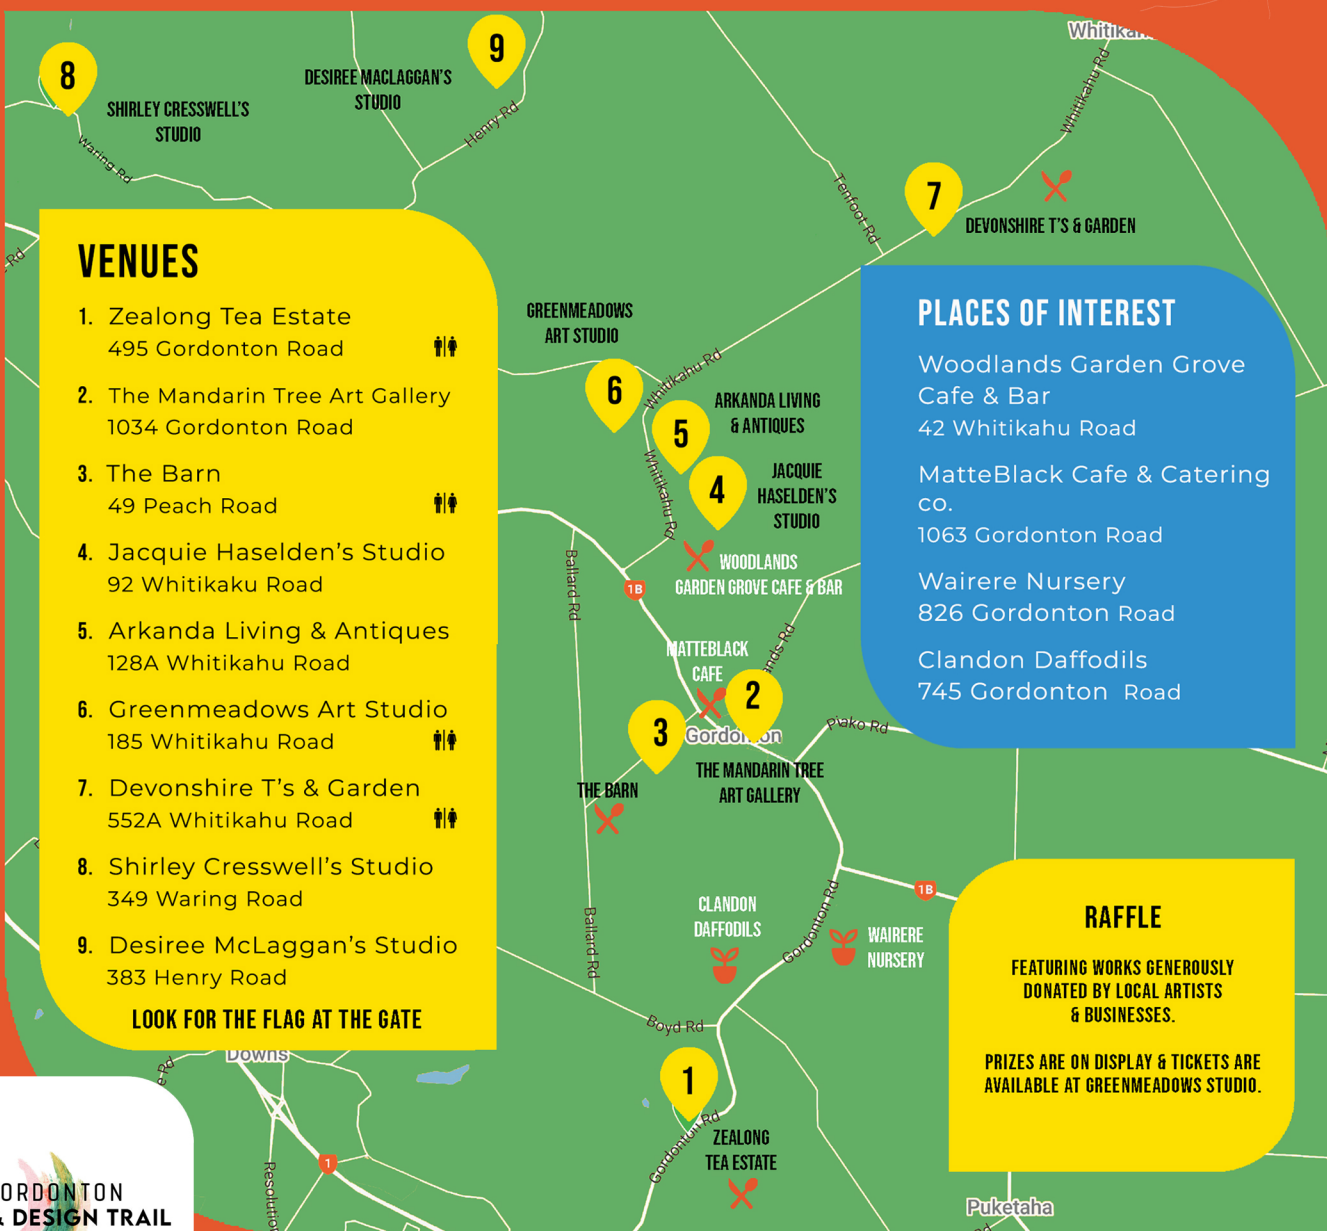 Whitika
9
8
DESIREE MACLAGGAN'S
STUDIO
SHIRLEY CRESSWELL'S
STUDIO
Henry Rd
Waring Rd
Whitikahu Rd
Tenfoot Rd
7
DEVONSHIRE T'S & GARDEN
Rd
VENUES
1. Zealong Tea Estate
495 Gordonton Road
2. The Mandarin Tree Art Gallery
1034 Gordonton Road
3. The Barn
49 Peach Road
4. Jacquie Haselden's Studio
92 Whitikaku Road
5. Arkanda Living & Antiques
128A Whitikahu Road
6. Greenmeadows Art Studio
185 Whitikahu Road
7. Devonshire T's & Garden
552A Whitikahu Road
8. Shirley Cresswell's Studio
349 Waring Road
9. Desiree McLaggan's Studio
383 Henry Road
LOOK FOR THE FLAG AT THE GATE
GREENMEADOWS
ART STUDIO
6
Whitikahu Rd
5
ARKANDA LIVING
& ANTIQUES
Whitikahu Rd
4
JACQUIE
HASELDEN'S
STUDIO
WOODLANDS
GARDEN GROVE CAFE & BAR
Ballard Rd
1B
MATTEBLACK
CAFE
ands Rd
2
3
Gordon on
Piako Rd
THE MANDARIN TREE
ART GALLERY
THE BARN
1B
CLANDON
DAFFODILS
Gordonton Rd
WAIRERE
NURSERY
Ballard Rd
Boyd Rd
1
Gordonton Rd
ZEALONG
TEA ESTATE
PLACES OF INTEREST
Woodlands Garden Grove
Cafe & Bar
42 Whitikahu Road
MatteBlack Cafe & Catering
co.
1063 Gordonton Road
Wairere Nursery
826 Gordonton Road
Clandon Daffodils
745 Gordonton Road
RAFFLE
FEATURING WORKS GENEROUSLY
DONATED BY LOCAL ARTISTS
& BUSINESSES.
PRIZES ARE ON DISPLAY & TICKETS ARE
AVAILABLE AT GREENMEADOWS STUDIO.
Downs
e Rd
1
Resolutio
Puketaha
ORDONTON
& DESIGN TRAIL